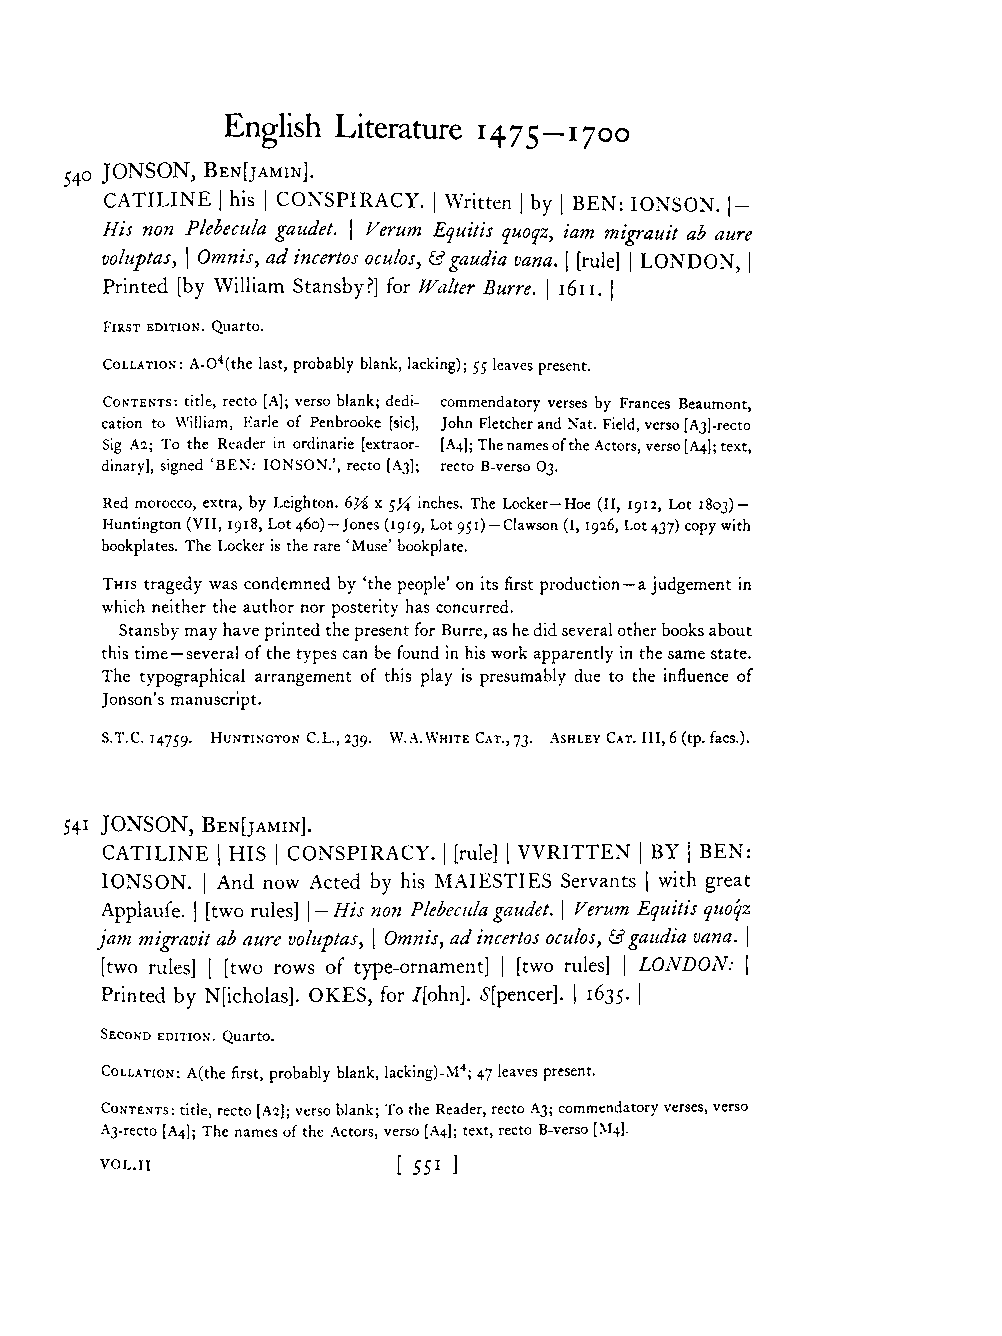 English Literature 1475—1700
540 JONSON, BEN[JAMIN].
CATILINE | his | CONSPIRACY. | Written | by | BEN: IONSON. |—
His non Plebecula gaudet. | Verum Equitis quoqz, iam migrauit ab aure
voluptas, | Omnis, ad incertos oculos, & gaudia vana. | [rule] | LONDON, |
Printed [by William Stansby?] for Walter Burre. | 1611. |
FIRST EDITION. Quarto.
COLLATION: A-O⁴(the last, probably blank, lacking); 55 leaves present.
CONTENTS: title, recto [A]; verso blank; dedi-
cation to William, Earle of Penbrooke [sic],
Sig A2; To the Reader in ordinarie [extraor-
dinary], signed 'BEN: IONSON.', recto [A3];
commendatory verses by Frances Beaumont,
John Fletcher and Nat. Field, verso [A3]-recto
[A4]; The names of the Actors, verso [A4]; text,
recto B-verso O3.
Red morocco, extra, by Leighton. 6⅞ x 5¼ inches. The Locker—Hoe (II, 1912, Lot 1803)—
Huntington (VII, 1918, Lot 460)—Jones (1919, Lot 951)—Clawson (I, 1926, Lot 437) copy with
bookplates. The Locker is the rare 'Muse' bookplate.
THIS tragedy was condemned by 'the people' on its first production—a judgement in
which neither the author nor posterity has concurred.
Stansby may have printed the present for Burre, as he did several other books about
this time—several of the types can be found in his work apparently in the same state.
The typographical arrangement of this play is presumably due to the influence of
Jonson's manuscript.
S.T.C. 14759. HUNTINGTON C.L., 239. W.A.WHITE CAT., 73. ASHLEY CAT. III, 6 (tp. facs.).
541 JONSON, BEN[JAMIN].
CATILINE | HIS | CONSPIRACY. | [rule] | VVRITTEN | BY | BEN:
IONSON. | And now Acted by his MAIESTIES Servants | with great
Applauſe. | [two rules] |—His non Plebecula gaudet. | Verum Equitis quoq́z
jam migravit ab aure voluptas, | Omnis, ad incertos oculos, & gaudia vana. |
[two rules] | [two rows of type-ornament] | [two rules] | LONDON: |
Printed by N[icholas]. OKES, for I[ohn]. S[pencer]. | 1635. |
SECOND EDITION. Quarto.
COLLATION: A(the first, probably blank, lacking)-M⁴; 47 leaves present.
CONTENTS: title, recto [A2]; verso blank; To the Reader, recto A3; commendatory verses, verso
A3-recto [A4]; The names of the Actors, verso [A4]; text, recto B-verso [M4].
VOL.II [ 551 ]